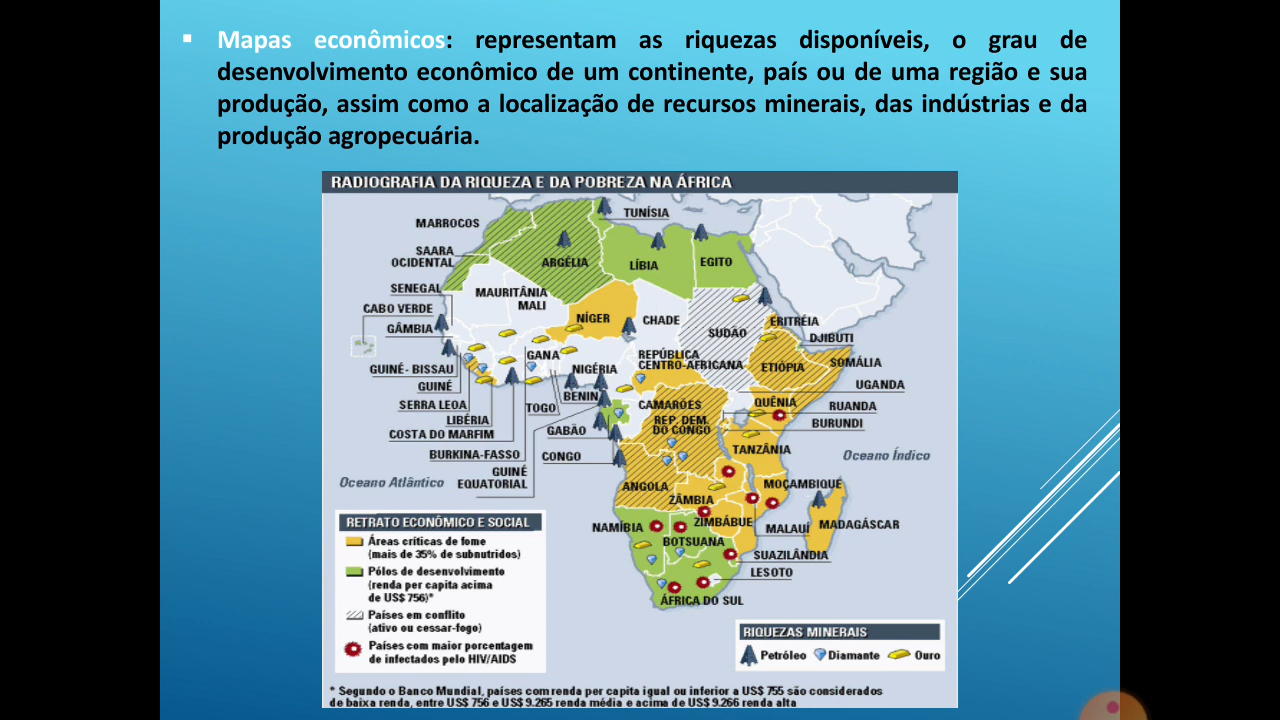 Mapas econômicos: representam as riquezas disponíveis, o grau de
desenvolvimento econômico de um continente, país ou de uma região e sua
produção, assim como a localização de recursos minerais, das indústrias e da
produção agropecuária.
RADIOGRAFIA DA RIQUEZA E DA POBREZA NA ÁFRICA
TUNÍSIA
MARROCOS
SAARA
OCIDENTAL
ARGÉLIA
LÍBIA
EGITO
SENEGAL
MAURITÂNIA
MALI
CABO VERDE
NÍGER
CHADE
ERITRÉIA
GÂMBIA
SUDÃO
DJIBUTI
GANA
REPÚBLICA
CENTRO-AFRICANA
SOMÁLIA
GUINÉ- BISSAU
NIGÉRIA
ETIÓPIA
GUINÉ
UGANDA
BENIN
SERRA LEOA
TOGO
CAMARÕES
QUÊNIA
RUANDA
LIBÉRIA
REP. DEM.
DO CONGO
BURUNDI
COSTA DO MARFIM
GABÃO
TANZÂNIA
BURKINA-FASSO
CONGO
Oceano Índico
GUINÉ
EQUATORIAL
Oceano Atlântico
ANGOLA
MOÇAMBIQUE
ZÂMBIA
NAMÍBIA
ZIMBÁBUE
MALAUÍ
MADAGÁSCAR
BOTSUANA
SUAZILÂNDIA
LESOTO
ÁFRICA DO SUL
RETRATO ECONÔMICO E SOCIAL
Áreas críticas de fome
(mais de 35% de subnutridos)
Pólos de desenvolvimento
(renda per capita acima
de US$ 756)*
Países em conflito
(ativo ou cessar-fogo)
Países com maior porcentagem
de infectados pelo HIV/AIDS
RIQUEZAS MINERAIS
Petróleo Diamante Ouro
* Segundo o Banco Mundial, países com renda per capita igual ou inferior a US$ 755 são considerados
de baixa renda, entre US$ 756 e US$ 9.265 renda média e acima de US$ 9.266 renda alta